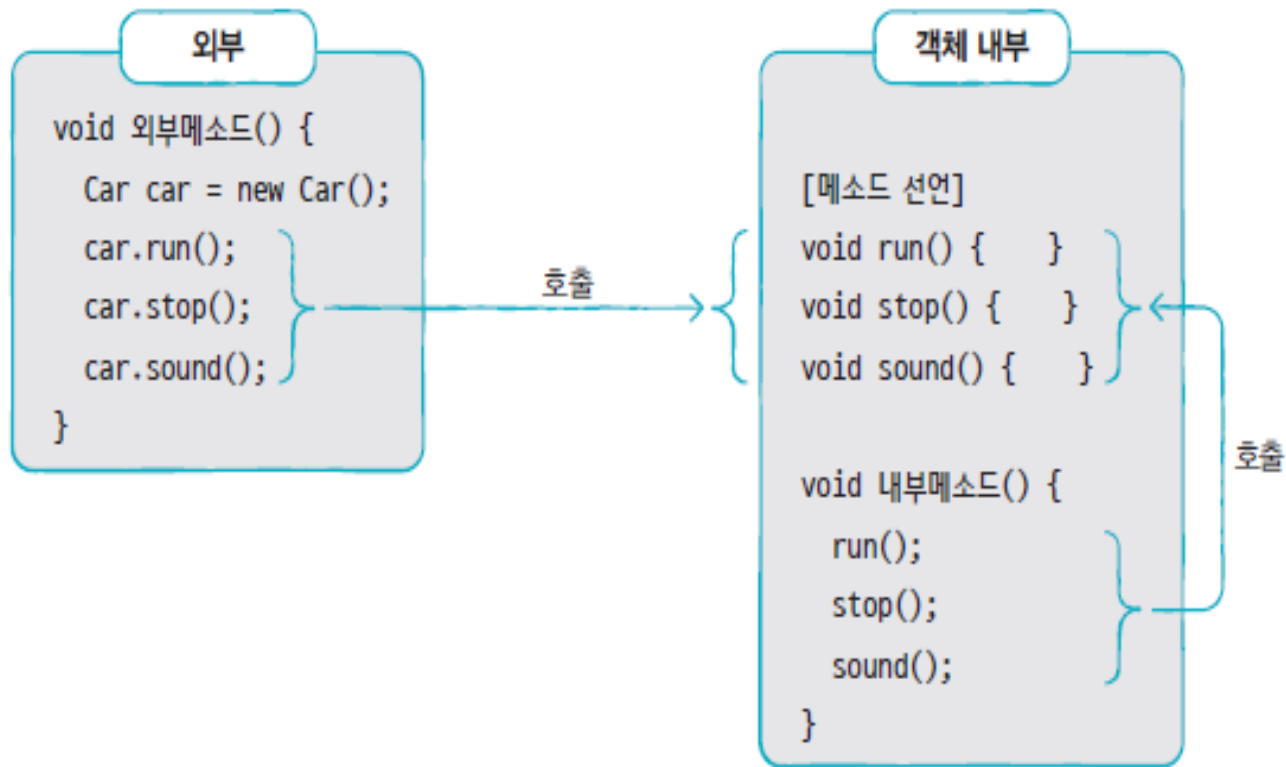 외부
void 외부메소드() {
Car car = new Car();
car.run();
car.stop();
car.sound();
}
호출
객체 내부
[메소드 선언]
void run() {    }
void stop() {    }
void sound() {    }
void 내부메소드() {
run();
stop();
sound();
}
호출